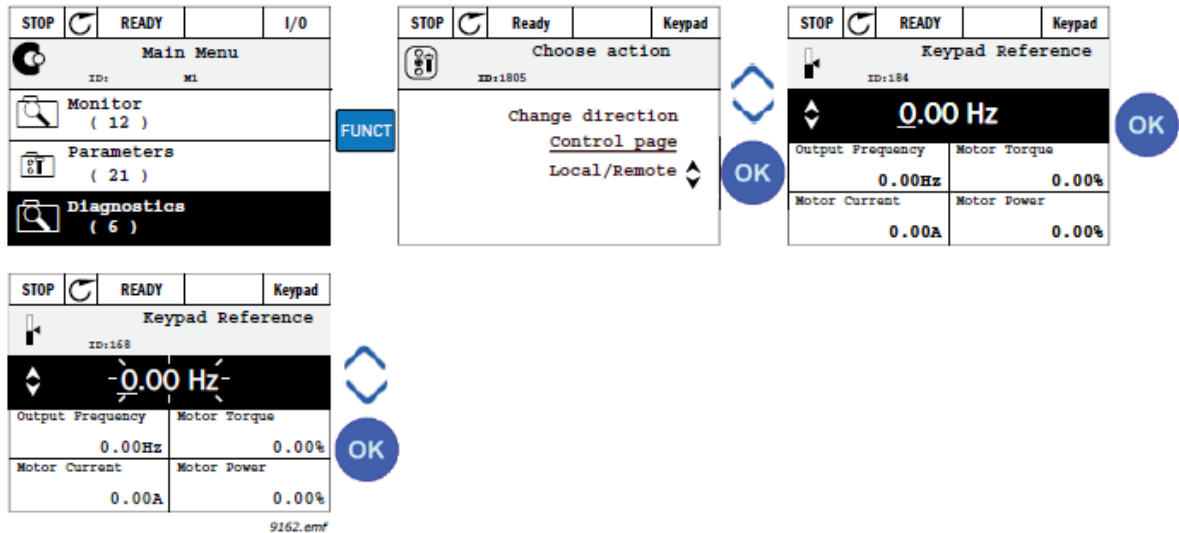 STOP READY I/O
Main Menu
ID: M1
Monitor
( 12 )
Parameters
( 21 )
Diagnostics
( 6 )
FUNCT
STOP Ready Keypad
Choose action
ID:1805
Change direction
Control page
Local/Remote
OK
STOP READY Keypad
Keypad Reference
ID:184
0.00 Hz
Output Frequency Motor Torque
0.00Hz 0.00%
Motor Current Motor Power
0.00A 0.00%
OK
STOP READY Keypad
Keypad Reference
ID:168
-0.00 Hz-
Output Frequency Motor Torque
0.00Hz 0.00%
Motor Current Motor Power
0.00A 0.00%
OK
9162.emf